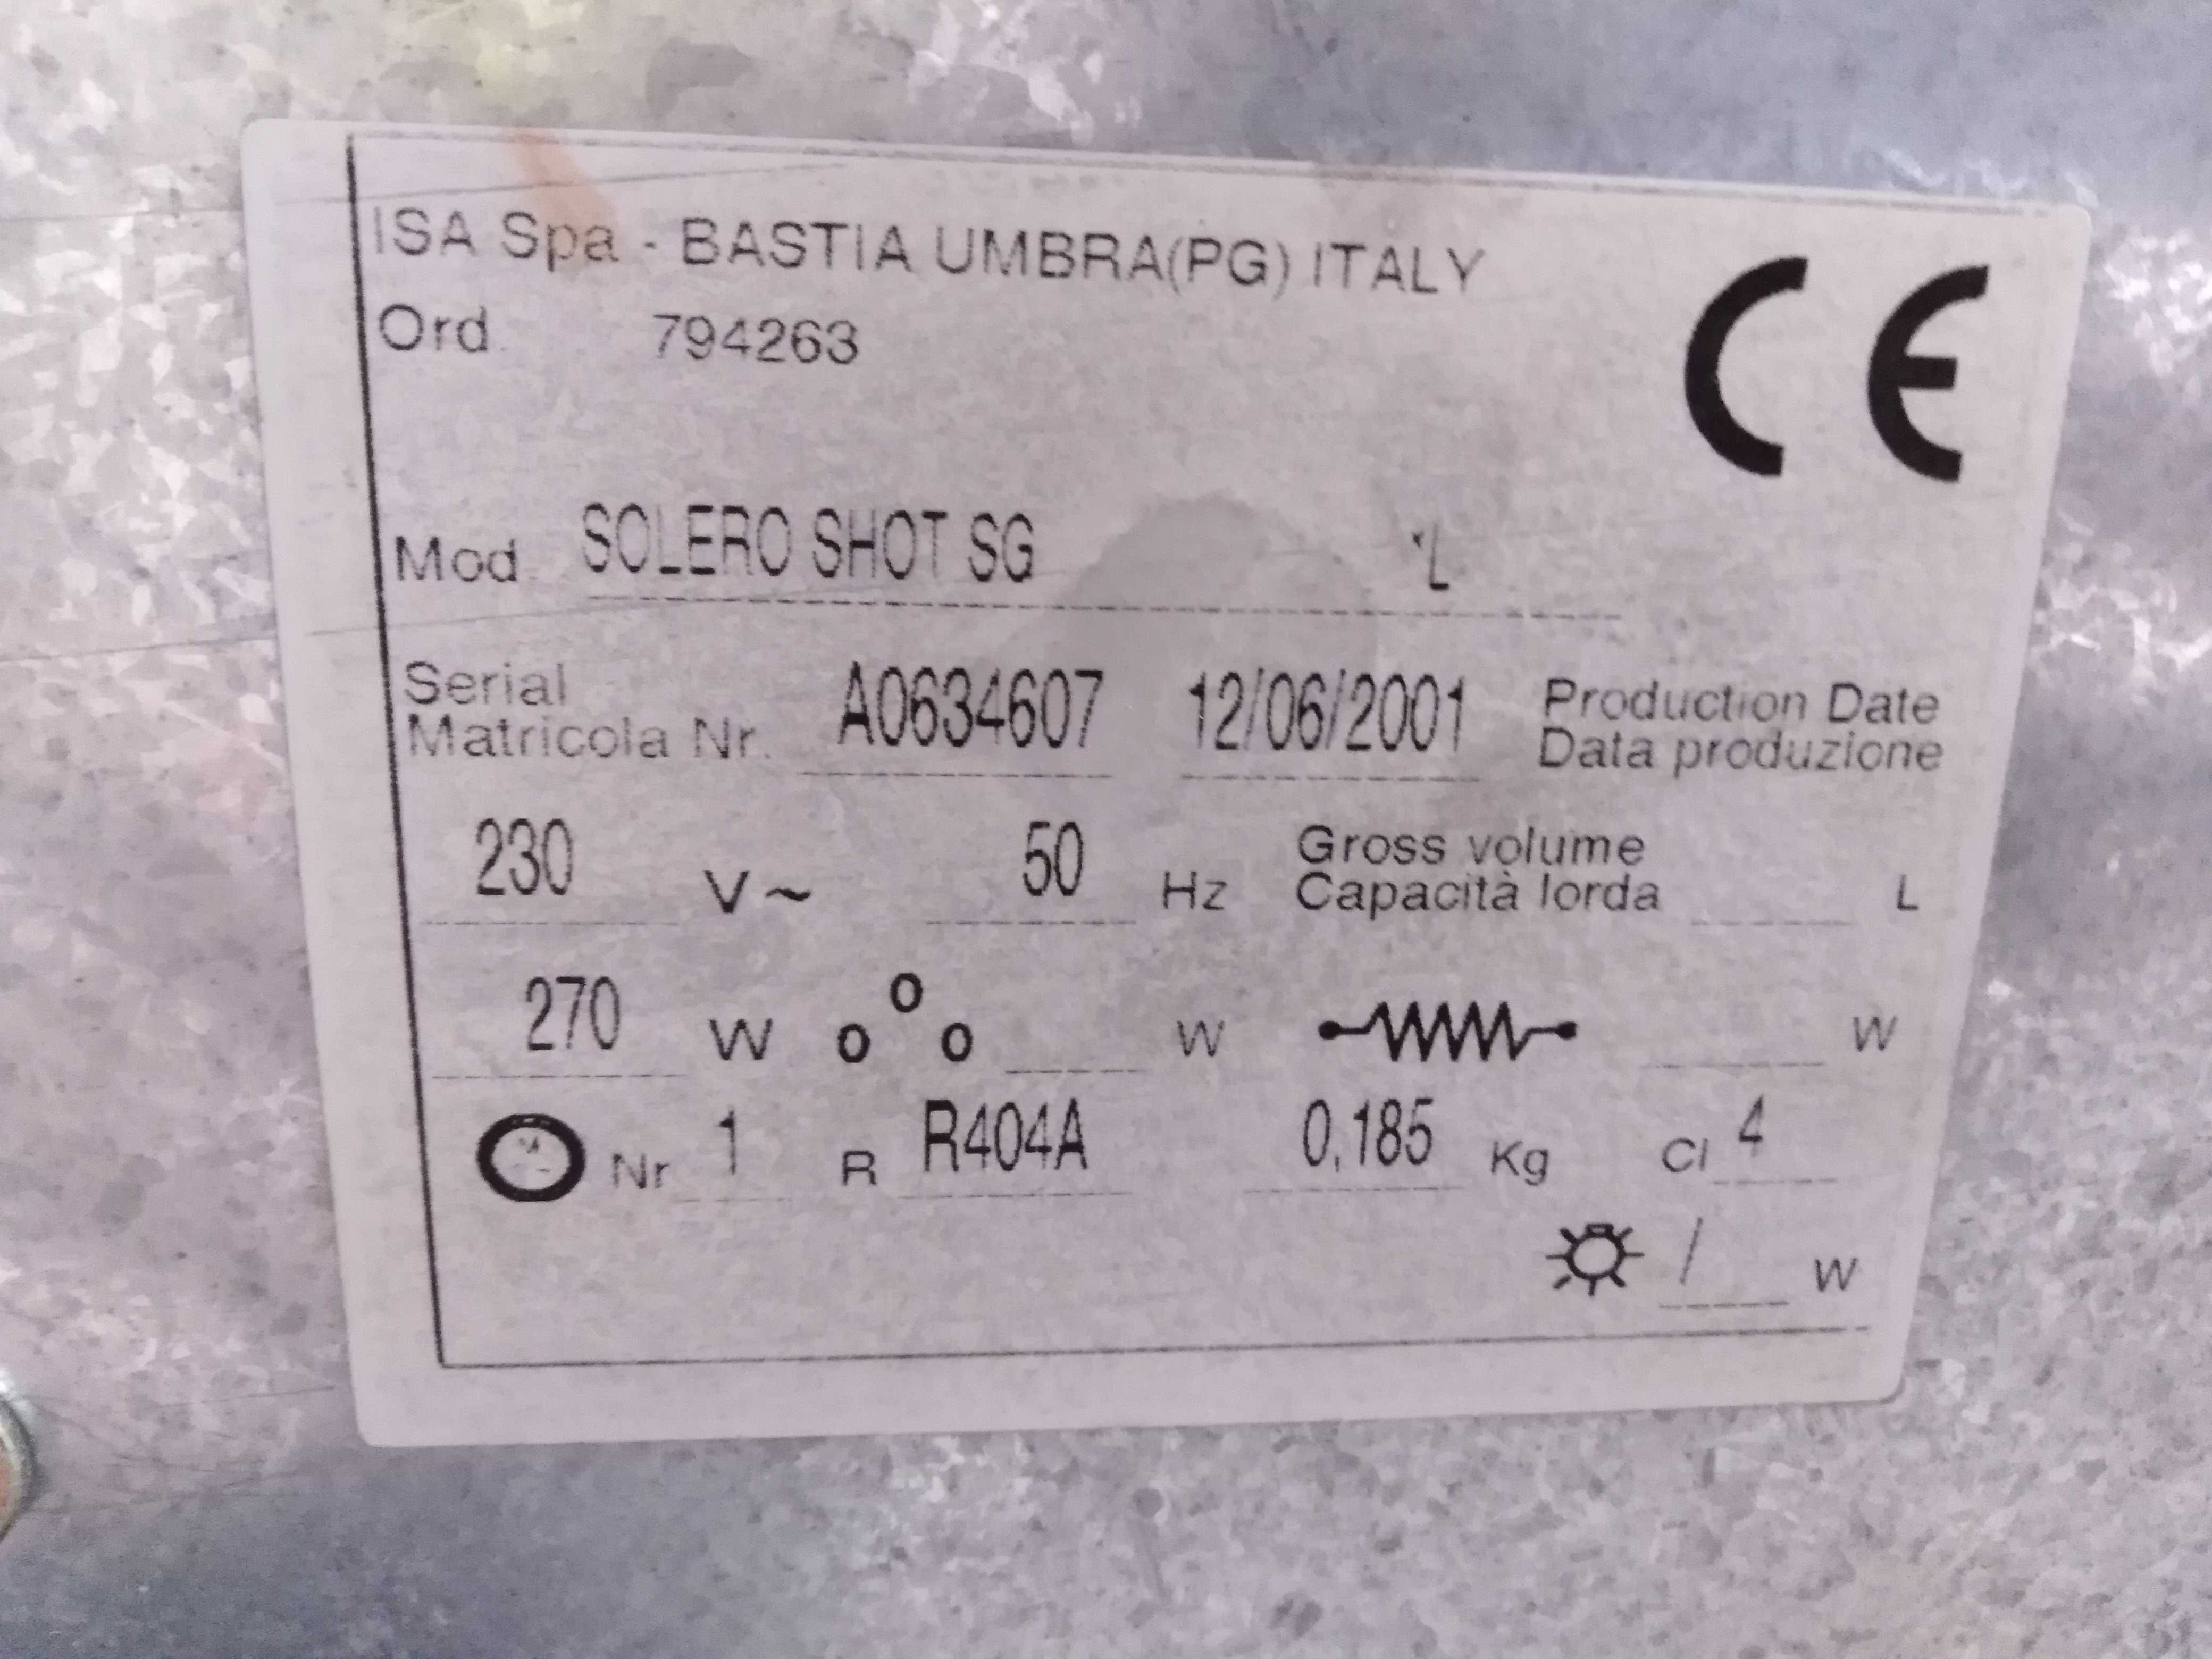 ISA Spa - BASTIA UMBRA(PG) ITALY
CE
Ord. 794263
Mod. SOLERO SHOT SG
Serial
Matricola Nr. A0634607 12/06/2001 Production Date
Data produzione
230 V~ 50 Hz Gross volume
Capacità lorda L
270 W W W
Nr 1 R R404A 0,185 Kg Cl 4
/ W